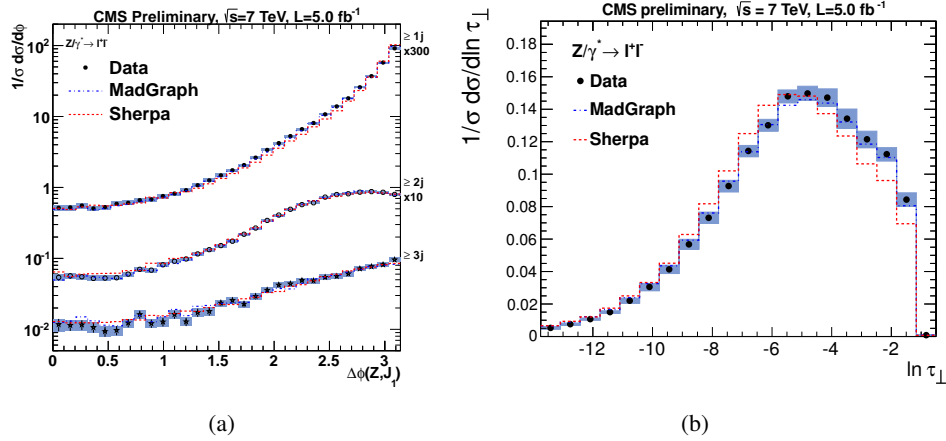 CMS Preliminary, √s=7 TeV, L=5.0 fb⁻¹
1/σ dσ/dϕ
10²
10
1
10⁻¹
10⁻²
Z/γ*→ l⁺l⁻
Data
MadGraph
Sherpa
≥ 1j
x300
≥ 2j
x10
≥ 3j
0 0.5 1 1.5 2 2.5 3
Δϕ(Z,J₁)
(a)
CMS preliminary, √s = 7 TeV, L=5.0 fb⁻¹
1/σ dσ/dln τ⊥
0.18
0.16
0.14
0.12
0.1
0.08
0.06
0.04
0.02
0
Z/γ*→ l⁺l⁻
Data
MadGraph
Sherpa
-12 -10 -8 -6 -4 -2
ln τ⊥
(b)